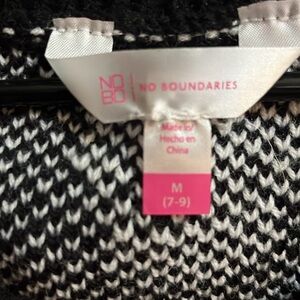 NO
BO
NO BOUNDARIES
Made in/
Hecho en
China
M
(7-9)